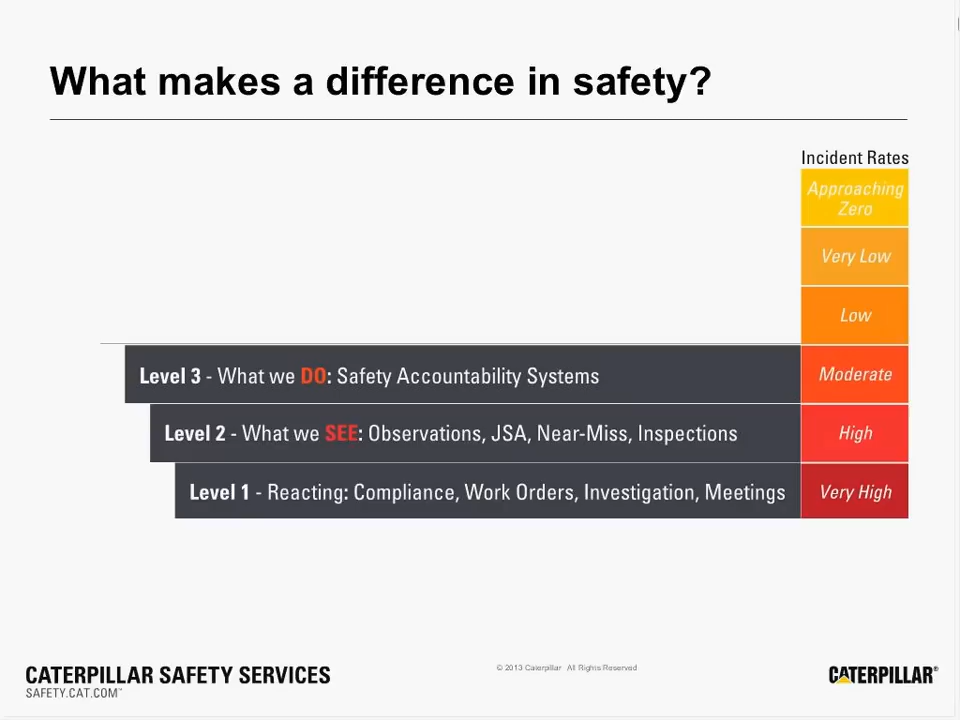 What makes a difference in safety?
Incident Rates
Approaching
Zero
Very Low
Low
Level 3 - What we DO: Safety Accountability Systems
Moderate
Level 2 - What we SEE: Observations, JSA, Near-Miss, Inspections
High
Level 1 - Reacting: Compliance, Work Orders, Investigation, Meetings
Very High
CATERPILLAR SAFETY SERVICES
SAFETY.CAT.COM™
© 2013 Caterpillar All Rights Reserved
CATERPILLAR®